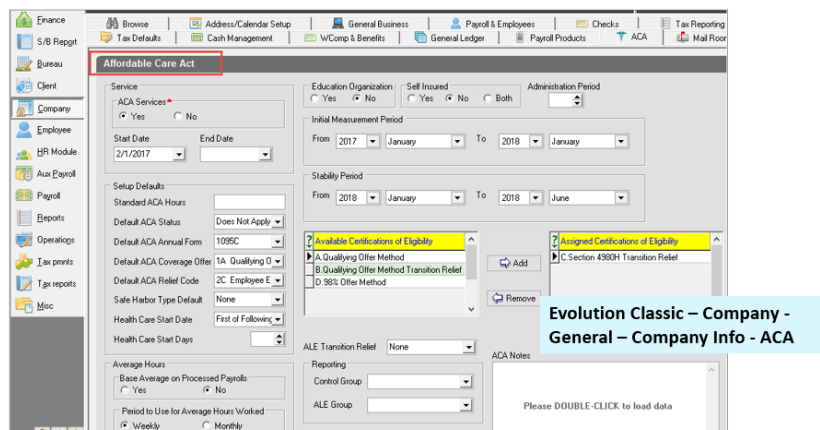 Finance
S/B Report
Bureau
Client
Company
Employee
HR Module
Aux Payroll
Payroll
Reports
Operations
Tax pmnts
Tax reports
Misc
Browse Address/Calendar Setup General Business Payroll & Employees Checks Tax Reporting
Tax Defaults Cash Management WComp & Benefits General Ledger Payroll Products ACA Mail Roor
Affordable Care Act
Service
ACA Services
Yes No
Start Date End Date
2/1/2017
Education Organization Self Insured Administration Period
Yes No Yes No Both
Initial Measurement Period
From 2017 January To 2018 January
Stability Period
From 2018 January To 2018 June
Setup Defaults
Standard ACA Hours
Default ACA Status Does Not Apply
Default ACA Annual Form 1095C
Default ACA Coverage Offer 1A Qualifying O
Default ACA Relief Code 2C Employee E
Safe Harbor Type Default None
Health Care Start Date First of Following
Health Care Start Days
? Available Certifications of Eligibility
A.Qualifying Offer Method
B.Qualifying Offer Method Transition Relief
D.98% Offer Method
Add
Remove
? Assigned Certifications of Eligibility
C.Section 4980H Transition Relief
Evolution Classic – Company -
General – Company Info - ACA
ALE Transition Relief None
Reporting
Control Group
ALE Group
ACA Notes
Please DOUBLE-CLICK to load data
Average Hours
Base Average on Processed Payrolls
Yes No
Period to Use for Average Hours Worked
Weekly Monthly